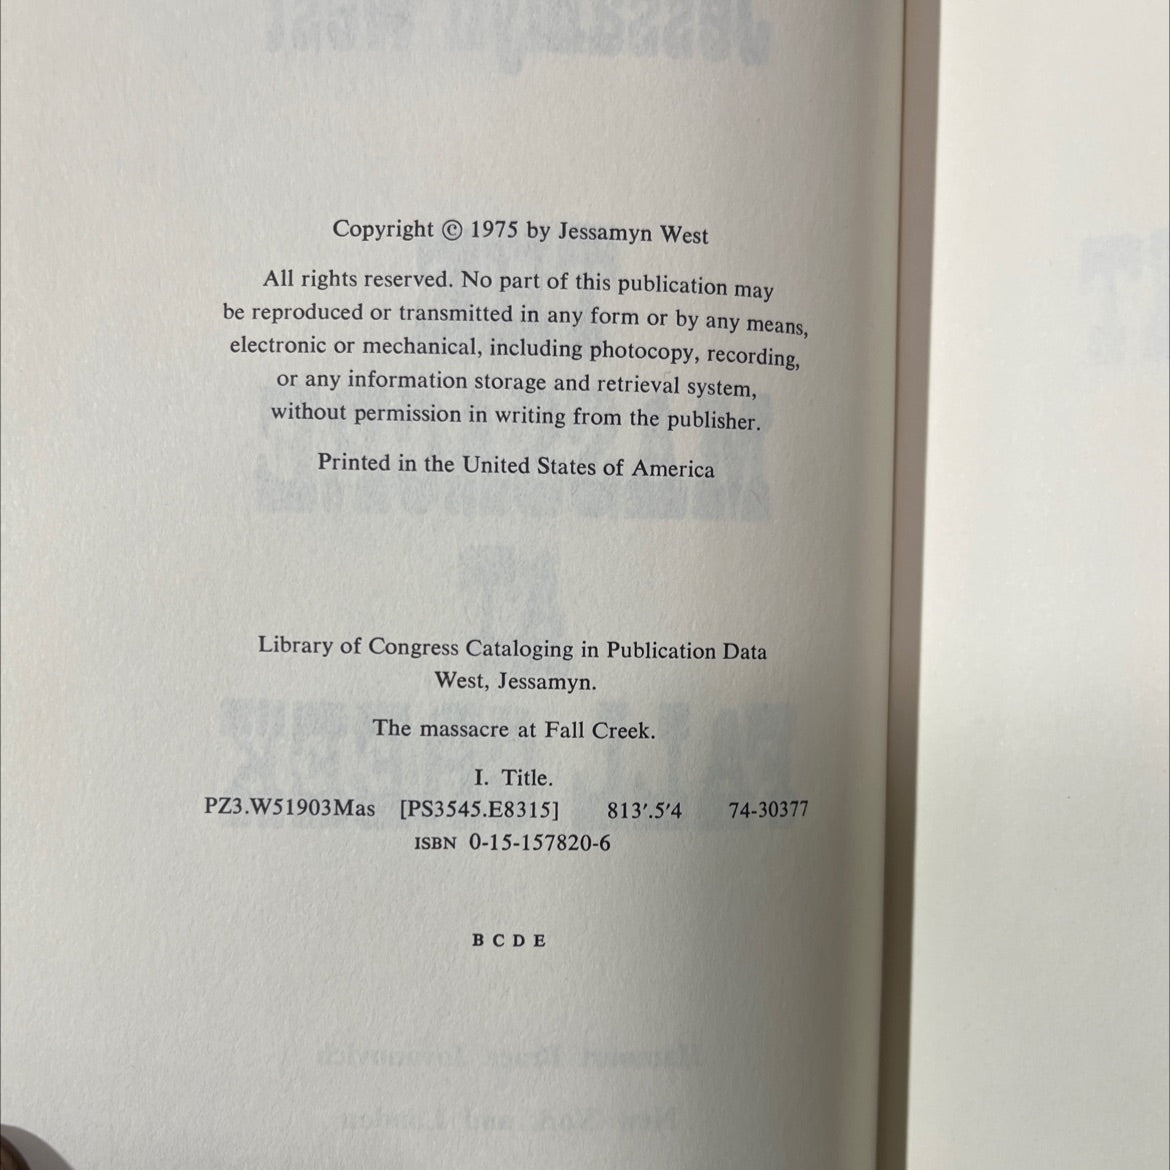 Copyright © 1975 by Jessamyn West
All rights reserved. No part of this publication may
be reproduced or transmitted in any form or by any means,
electronic or mechanical, including photocopy, recording,
or any information storage and retrieval system,
without permission in writing from the publisher.
Printed in the United States of America
Library of Congress Cataloging in Publication Data
West, Jessamyn.
The massacre at Fall Creek.
I. Title.
PZ3.W51903Mas [PS3545.E8315] 813′.5′4 74-30377
ISBN 0-15-157820-6
B C D E